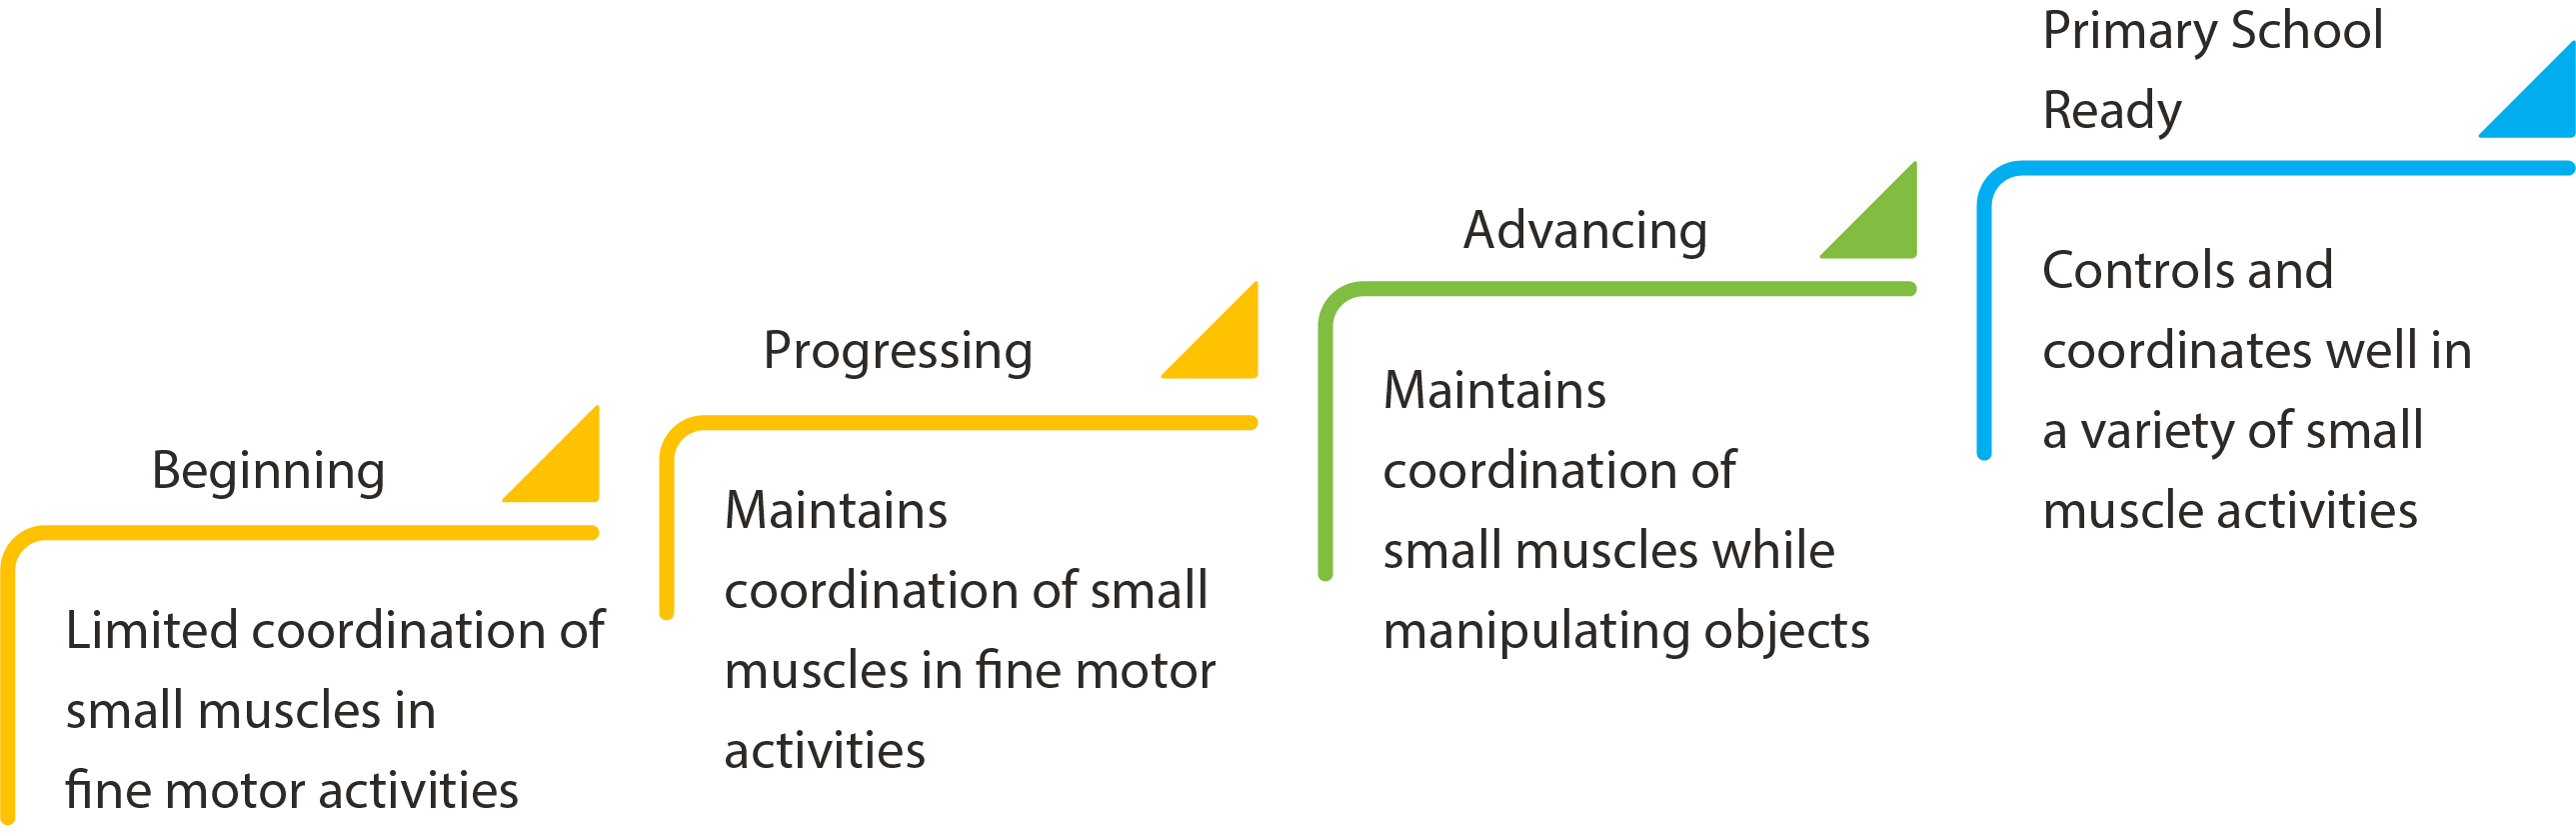 Beginning
Limited coordination of
small muscles in
fine motor activities
Progressing
Maintains
coordination of small
muscles in fine motor
activities
Advancing
Maintains
coordination of
small muscles while
manipulating objects
Primary School
Ready
Controls and
coordinates well in
a variety of small
muscle activities